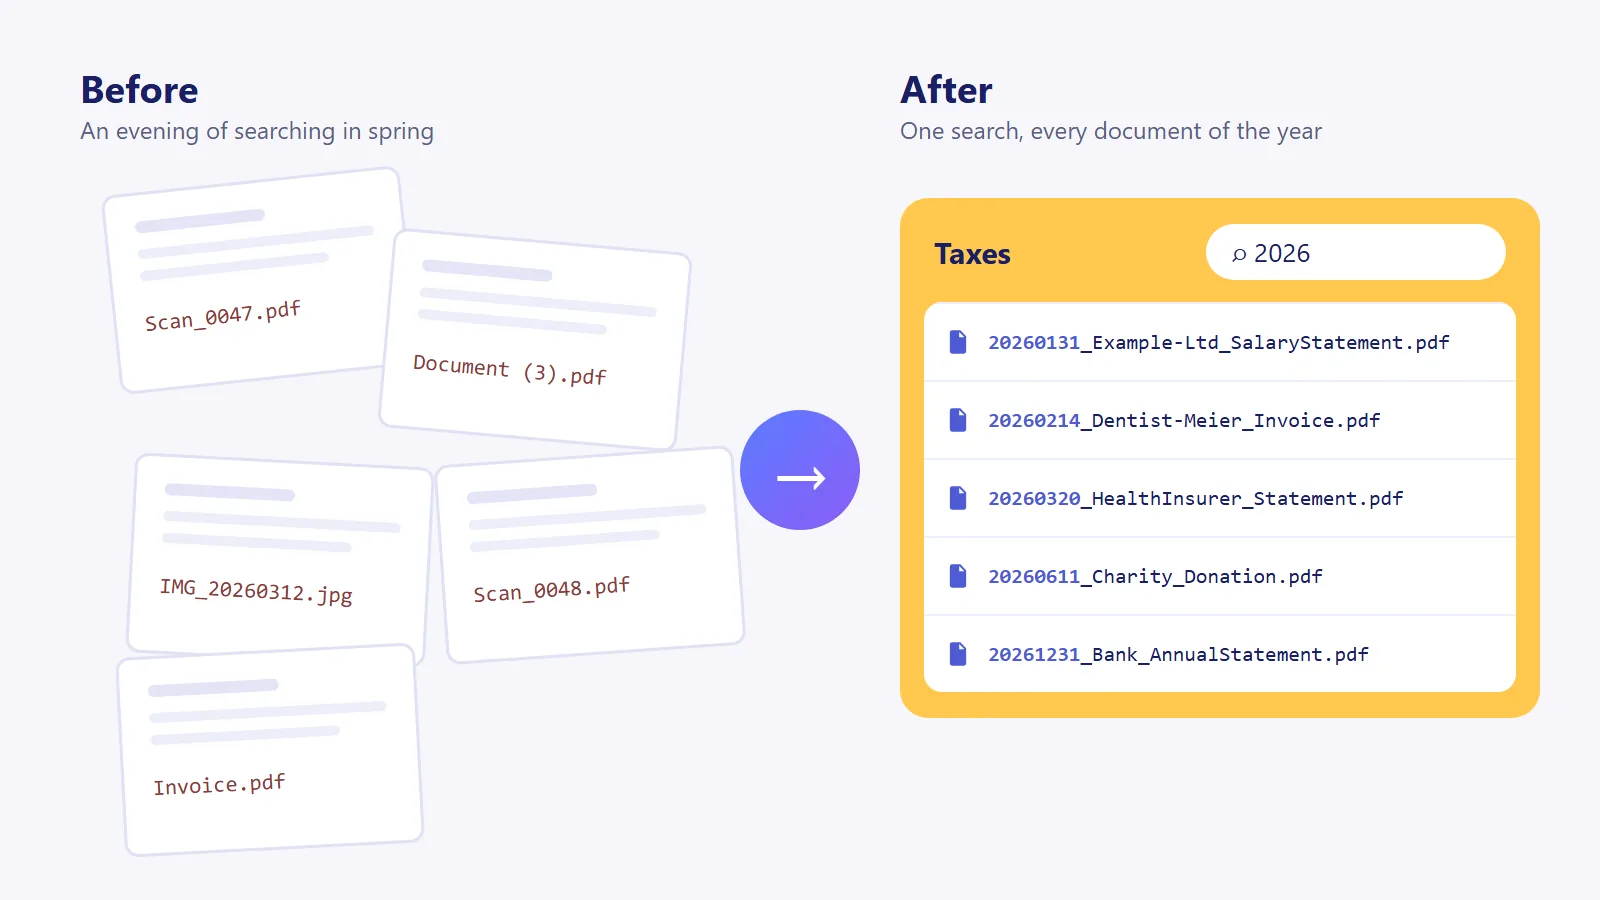 Before
An evening of searching in spring
Scan_0047.pdf
Document (3).pdf
IMG_20260312.jpg
Scan_0048.pdf
Invoice.pdf
→
After
One search, every document of the year
Taxes
⌕ 2026
20260131_Example-Ltd_SalaryStatement.pdf
20260214_Dentist-Meier_Invoice.pdf
20260320_HealthInsurer_Statement.pdf
20260611_Charity_Donation.pdf
20261231_Bank_AnnualStatement.pdf